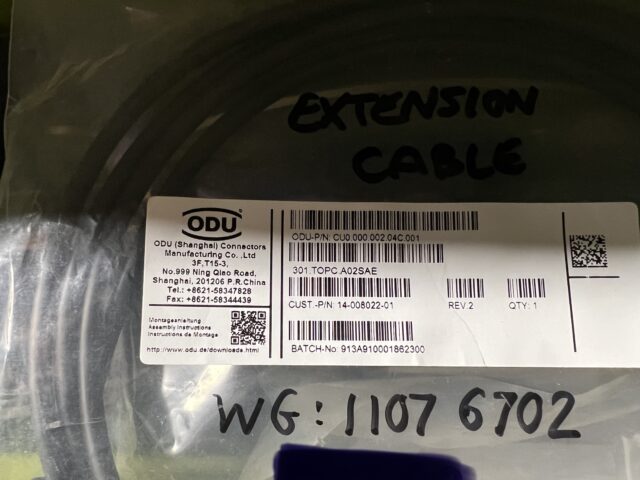 EXTENSION
CABLE
ODU
ODU (Shanghai) Connectors
Manufacturing Co. ,Ltd
3F,T15-3,
No.999 Ning Qiao Road,
Shanghai, 201206 P.R.China
Tel.: +8621-58347828
Fax: +8621-58344439
Montageanleitung
Assembly instructions
Instructions de Montage
http://www.odu.de/downloads.html
ODU-P/N: CU0.000.002.04C.001
301.TOPC.A02SAE
CUST.-P/N: 14-008022-01
REV.2
QTY: 1
BATCH-No: 913A910001862300
WG: 1107 6702